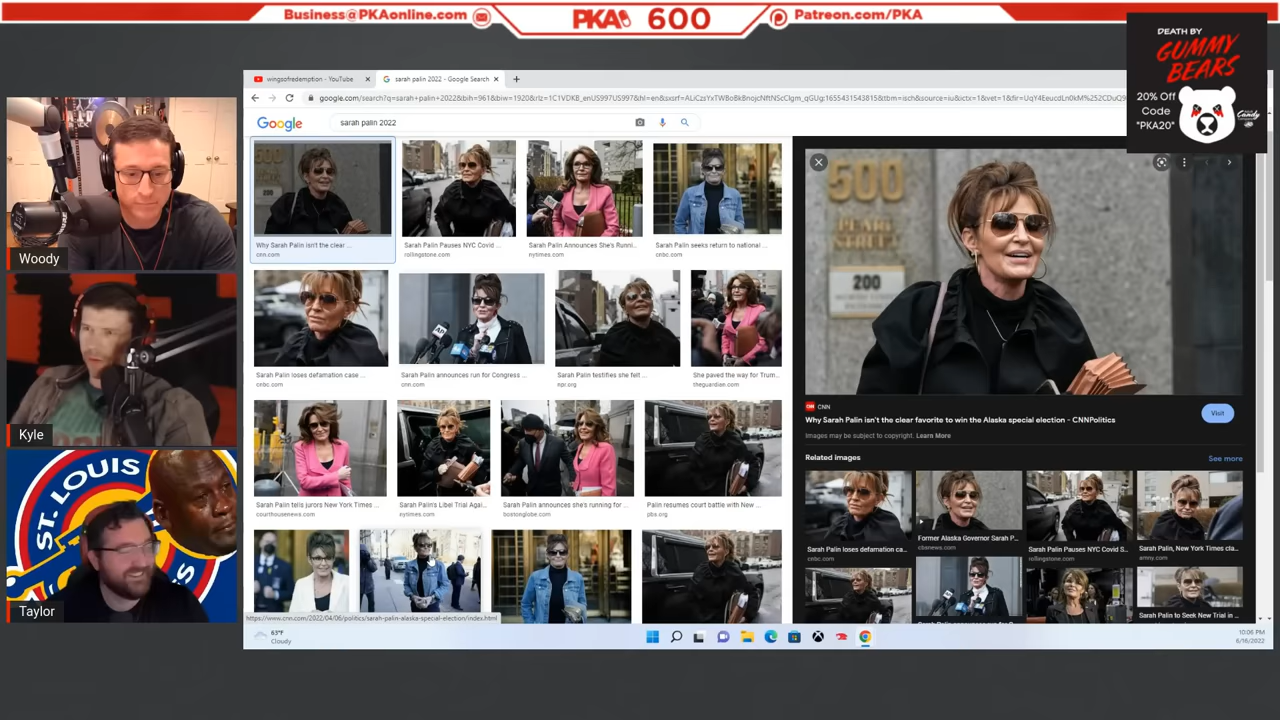 Business@PKAonline.com
PKA 600
Patreon.com/PKA
DEATH BY
GUMMY
BEARS
20% Off
Code
"PKA20"
Candy
wingsofredemption - YouTube
sarah palin 2022 - Google Search
Google
sarah palin 2022
Woody
Kyle
ST. LOUIS
Taylor
Why Sarah Palin isn't the clear ...
cnn.com
Sarah Palin Pauses NYC Covid ...
rollingstone.com
Sarah Palin Announces She's Runni...
nytimes.com
Sarah Palin seeks return to national ...
cnbc.com
Sarah Palin loses defamation case ...
cnbc.com
AP
Sarah Palin announces run for Congress ...
cnn.com
Sarah Palin testifies she felt ...
npr.org
She paved the way for Trum...
theguardian.com
Sarah Palin tells jurors New York Times ...
courthousenews.com
Sarah Palin's Libel Trial Agai...
nytimes.com
Sarah Palin announces she's running for ...
bostonglobe.com
Palin resumes court battle with New ...
pbs.org
https://www.cnn.com/2022/04/06/politics/sarah-palin-alaska-special-election/index.html
500
PEARL
STREET
200
CNN
Why Sarah Palin isn't the clear favorite to win the Alaska special election - CNNPolitics
Images may be subject to copyright. Learn More
Visit
Related images
See more
Sarah Palin loses defamation ca...
cnbc.com
Former Alaska Governor Sarah P...
cbsnews.com
Sarah Palin Pauses NYC Covid S...
rollingstone.com
Sarah Palin, New York Times cla...
amny.com
Sarah Palin to Seek New Trial in ...
63°F
Cloudy
10:06 PM
6/16/2022